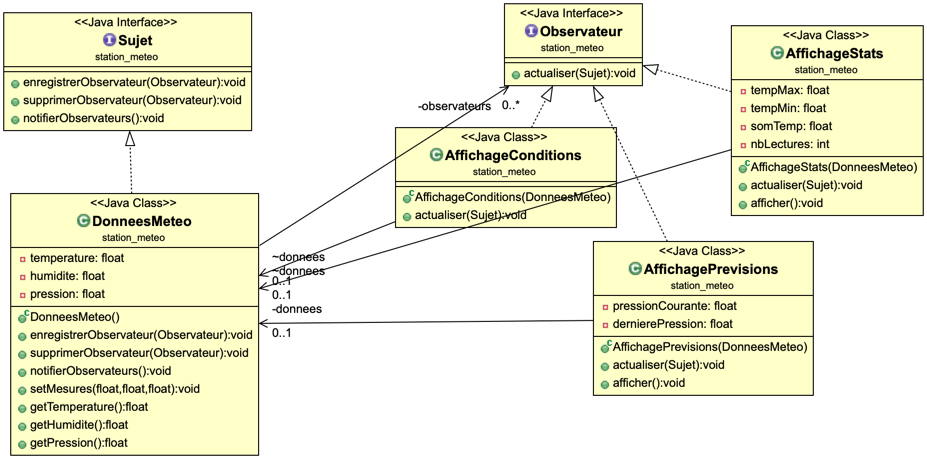 <<Java Interface>>
I Sujet
station_meteo
enregistrerObservateur(Observateur):void
supprimerObservateur(Observateur):void
notifierObservateurs():void
<<Java Interface>>
I Observateur
station_meteo
actualiser(Sujet):void
<<Java Class>>
C AffichageStats
station_meteo
tempMax: float
tempMin: float
somTemp: float
nbLectures: int
C AffichageStats(DonneesMeteo)
actualiser(Sujet):void
afficher():void
-observateurs
0..*
<<Java Class>>
C AffichageConditions
station_meteo
C AffichageConditions(DonneesMeteo)
actualiser(Sujet):void
<<Java Class>>
C DonneesMeteo
station_meteo
temperature: float
humidite: float
pression: float
C DonneesMeteo()
enregistrerObservateur(Observateur):void
supprimerObservateur(Observateur):void
notifierObservateurs():void
setMesures(float,float,float):void
getTemperature():float
getHumidite():float
getPression():float
~donnees
~donnees
0..1
0..1
-donnees
0..1
<<Java Class>>
C AffichagePrevisions
station_meteo
pressionCourante: float
dernierePression: float
C AffichagePrevisions(DonneesMeteo)
actualiser(Sujet):void
afficher():void